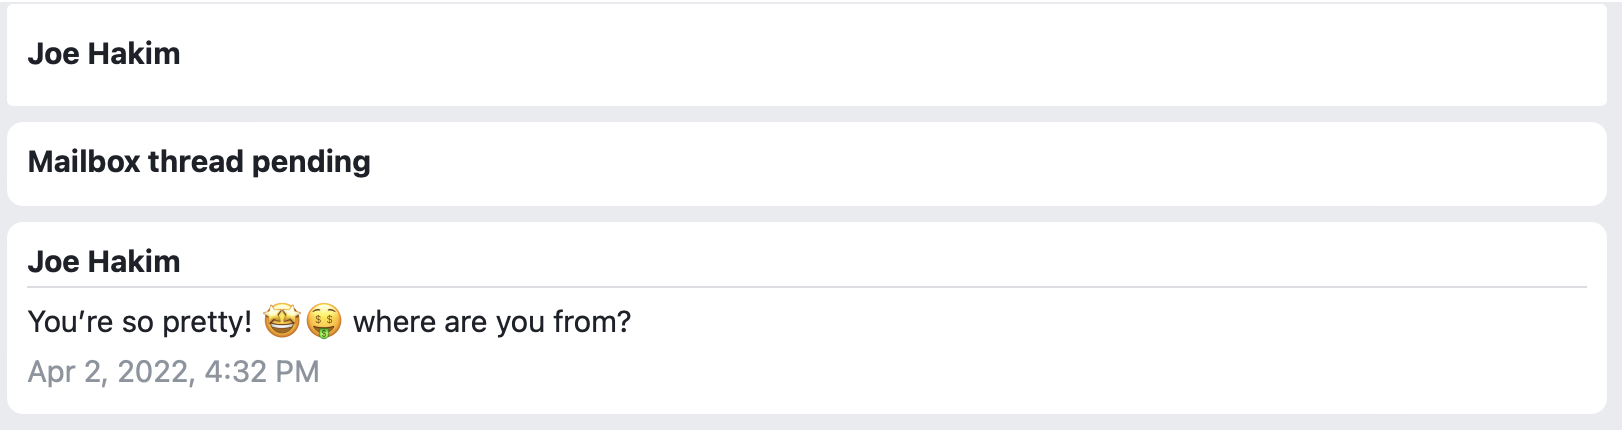 Joe Hakim
Mailbox thread pending
Joe Hakim
You’re so pretty! 🤩🤑 where are you from?
Apr 2, 2022, 4:32 PM